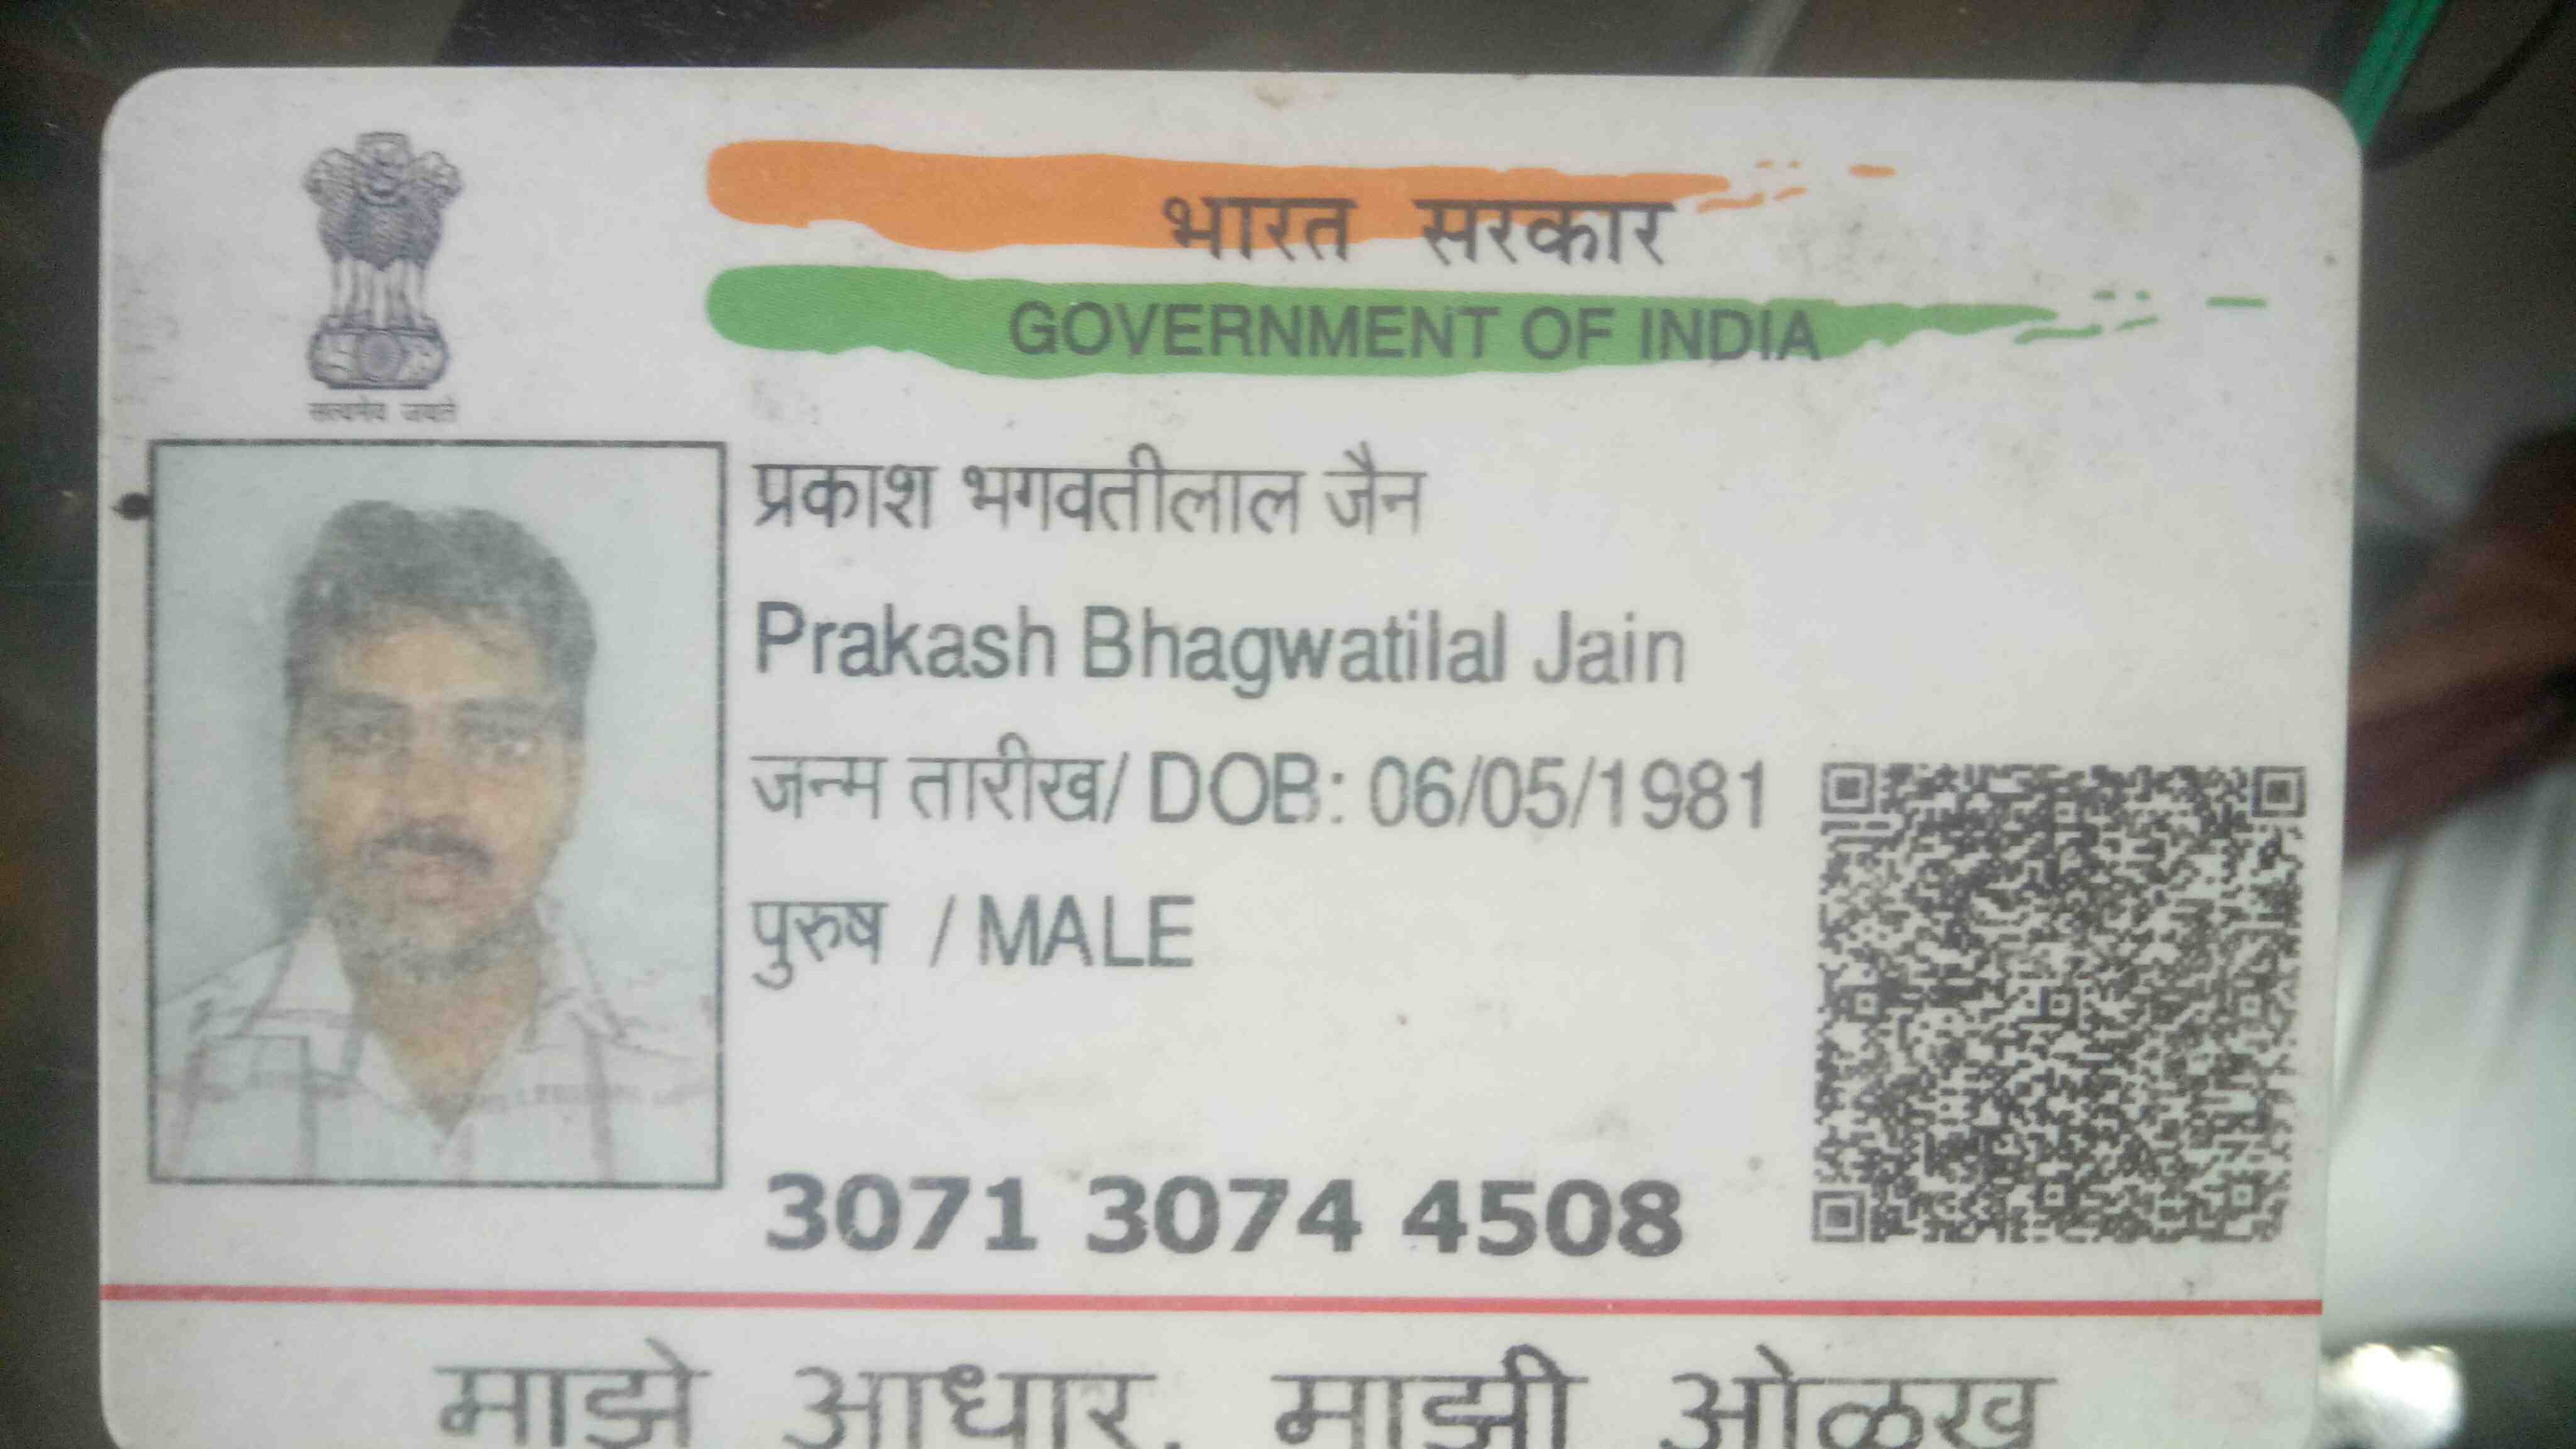 भारत सरकार
GOVERNMENT OF INDIA
सत्यमेव जयते
प्रकाश भगवतीलाल जैन
Prakash Bhagwatilal Jain
जन्म तारीख/ DOB: 06/05/1981
पुरुष / MALE
3071 3074 4508
माझे आधार, माझी ओळख